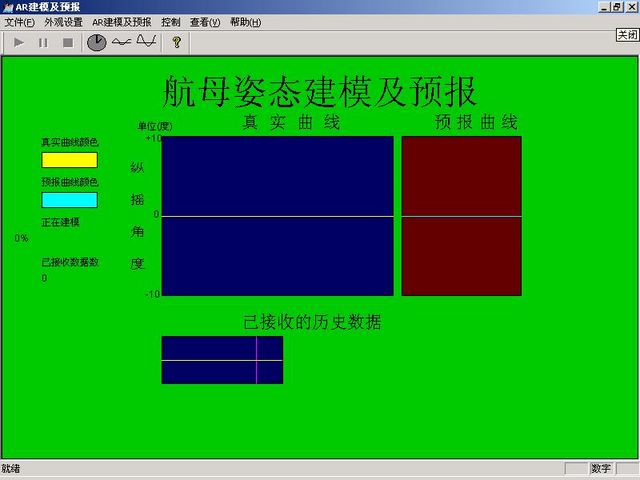 AR建模及预报
文件(F) 外观设置 AR建模及预报 控制 查看(V) 帮助(H)
关闭
航母姿态建模及预报
单位(度) 真实曲线 预报曲线
真实曲线颜色
预报曲线颜色
正在建模
0%
已接收数据数
0
+10
0
-10
纵
摇
角
度
已接收的历史数据
就绪 数字